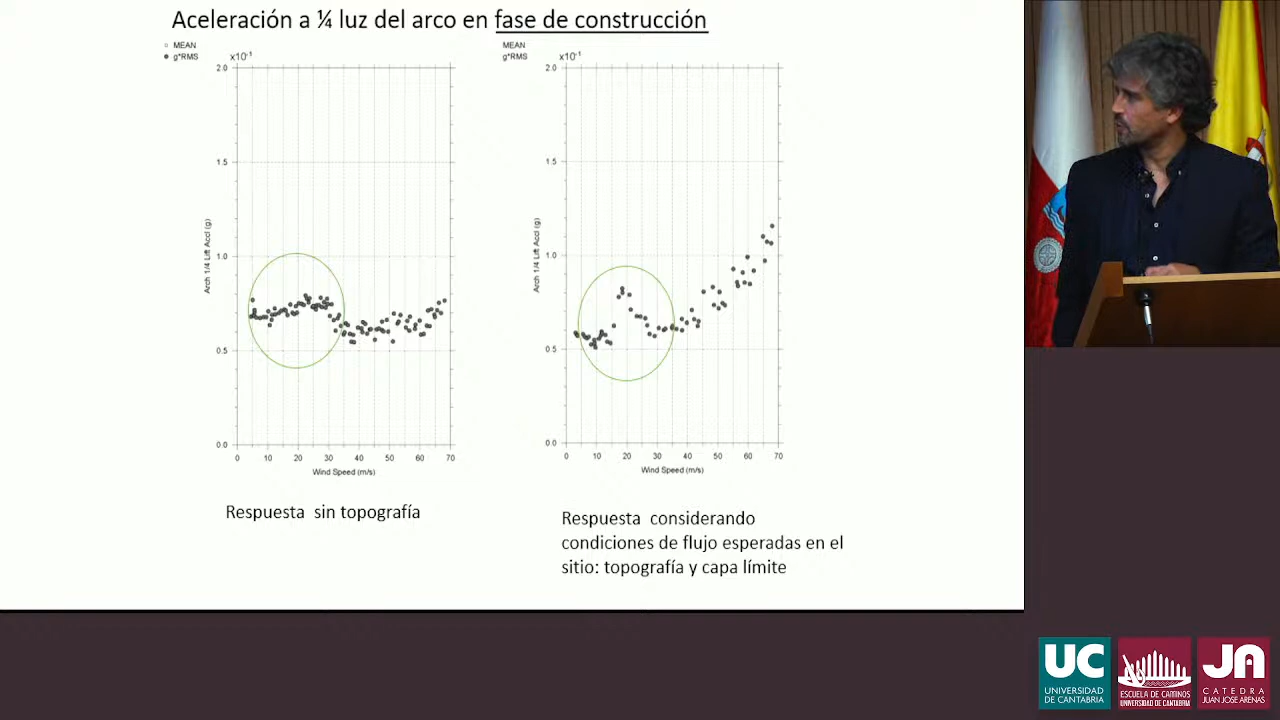 Aceleración a ¼ luz del arco en fase de construcción
MEAN
g*RMS
x10⁻¹
2.0
1.5
1.0
0.5
0.0
Arch 1/4 Lift Accl (g)
0 10 20 30 40 50 60 70
Wind Speed (m/s)
Respuesta sin topografía
MEAN
g*RMS
x10⁻¹
2.0
1.5
1.0
0.5
0.0
Arch 1/4 Lift Accl (g)
0 10 20 30 40 50 60 70
Wind Speed (m/s)
Respuesta considerando
condiciones de flujo esperadas en el
sitio: topografía y capa límite
UC
UNIVERSIDAD
DE CANTABRIA
ESCUELA DE CAMINOS
UNIVERSIDAD DE CANTABRIA
JA
CATEDRA
JUAN JOSÉ ARENAS